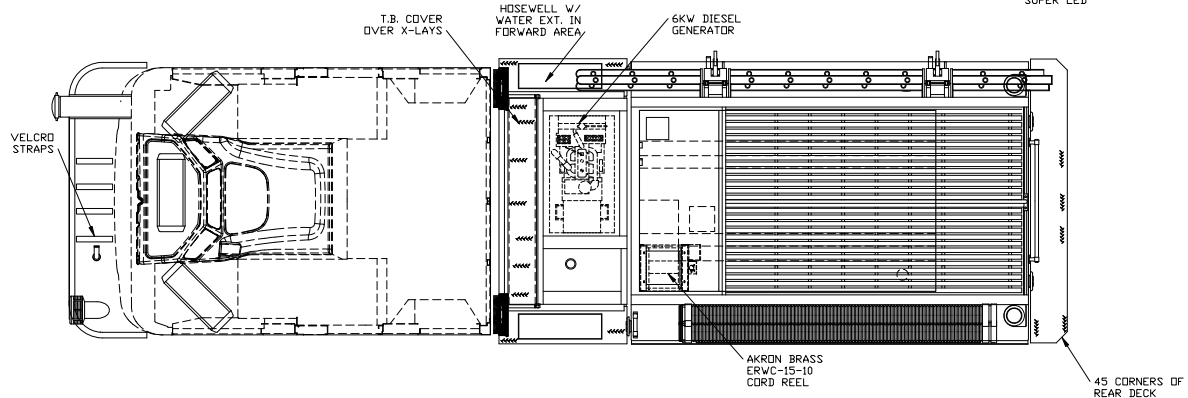 SUPER LED
T.B. COVER
OVER X-LAYS
HOSEWELL W/
WATER EXT. IN
FORWARD AREA
6KW DIESEL
GENERATOR
VELCRO
STRAPS
AKRON BRASS
ERWC-15-10
CORD REEL
45 CORNERS OF
REAR DECK